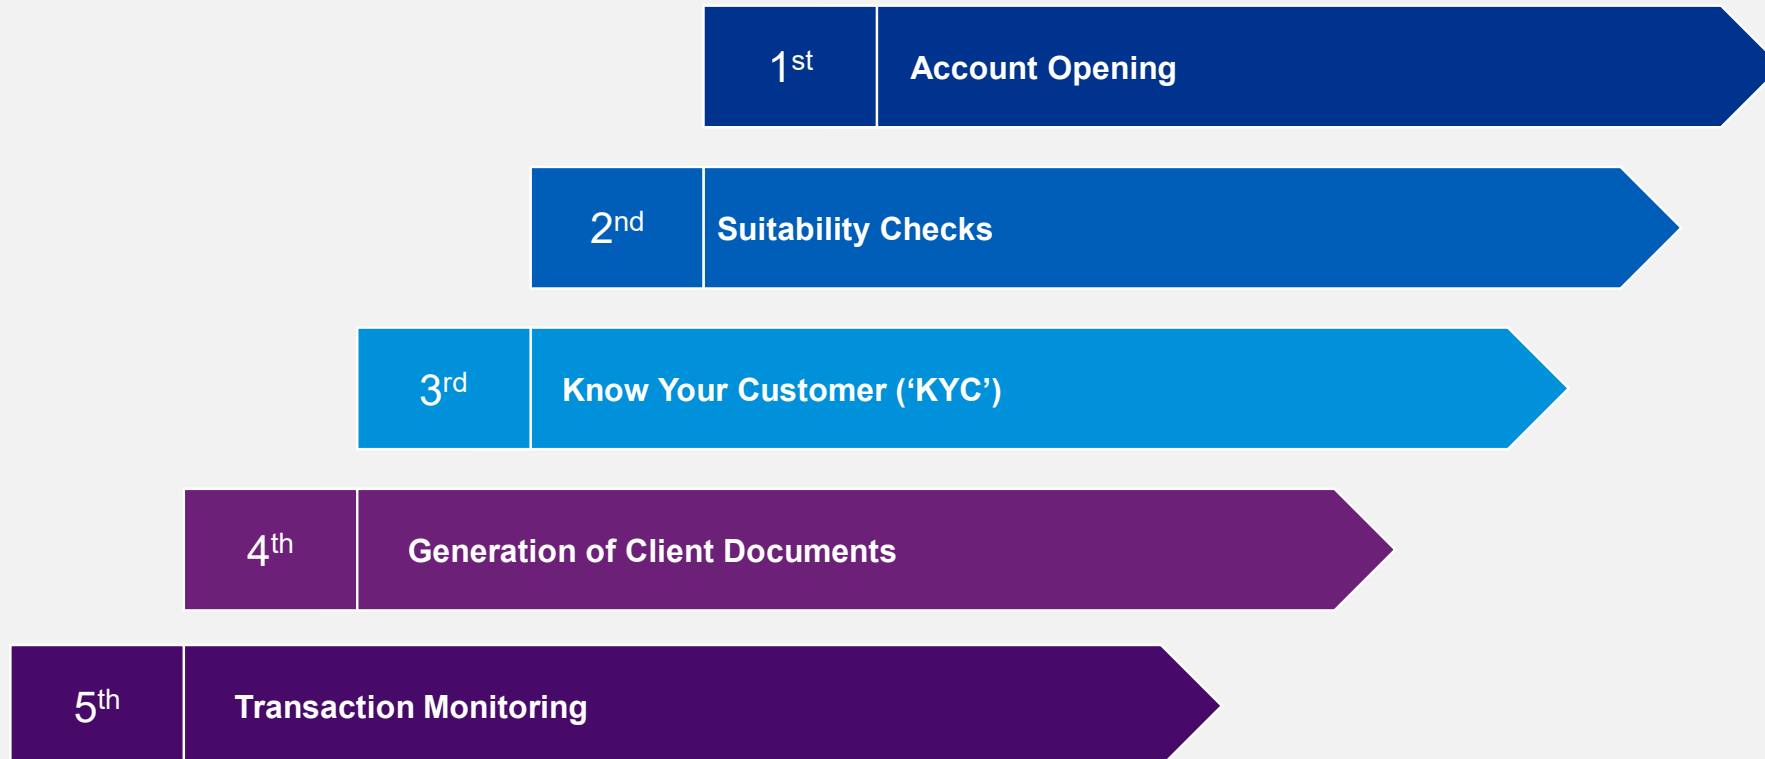 1st Account Opening
2nd Suitability Checks
3rd Know Your Customer (‘KYC’)
4th Generation of Client Documents
5th Transaction Monitoring